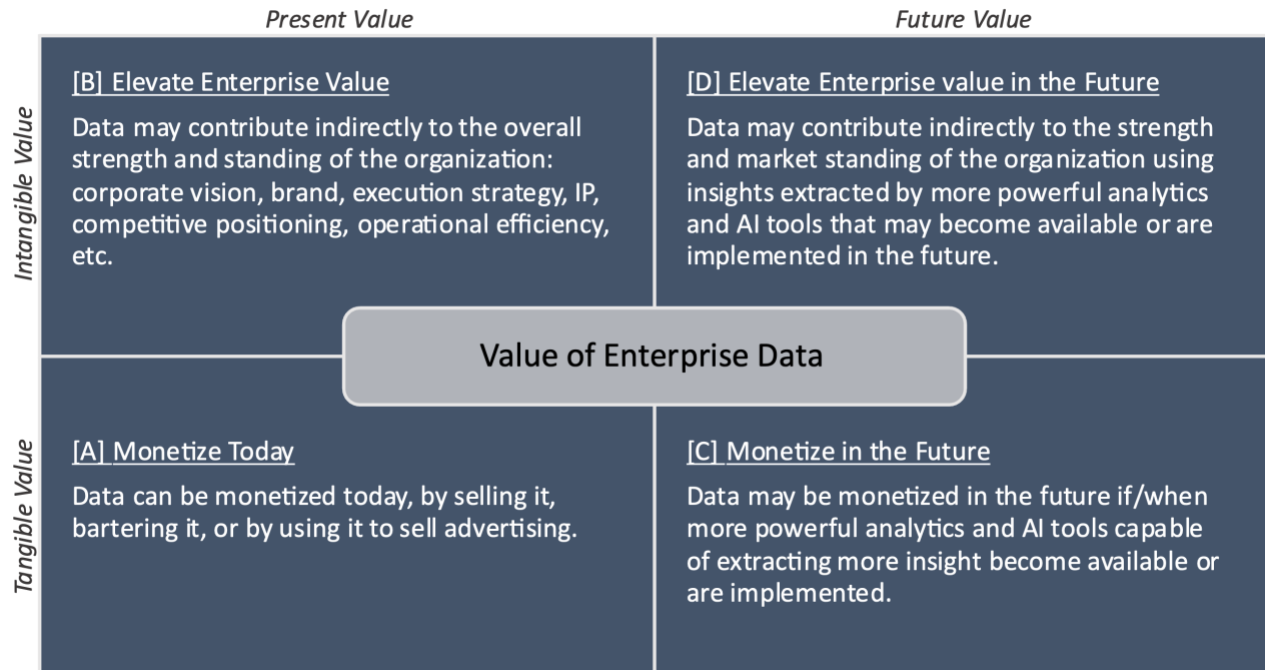 Present Value
Future Value
Intangible Value
[B] Elevate Enterprise Value
Data may contribute indirectly to the overall
strength and standing of the organization:
corporate vision, brand, execution strategy, IP,
competitive positioning, operational efficiency,
etc.
[D] Elevate Enterprise value in the Future
Data may contribute indirectly to the strength
and market standing of the organization using
insights extracted by more powerful analytics
and AI tools that may become available or are
implemented in the future.
Value of Enterprise Data
Tangible Value
[A] Monetize Today
Data can be monetized today, by selling it,
bartering it, or by using it to sell advertising.
[C] Monetize in the Future
Data may be monetized in the future if/when
more powerful analytics and AI tools capable
of extracting more insight become available or
are implemented.